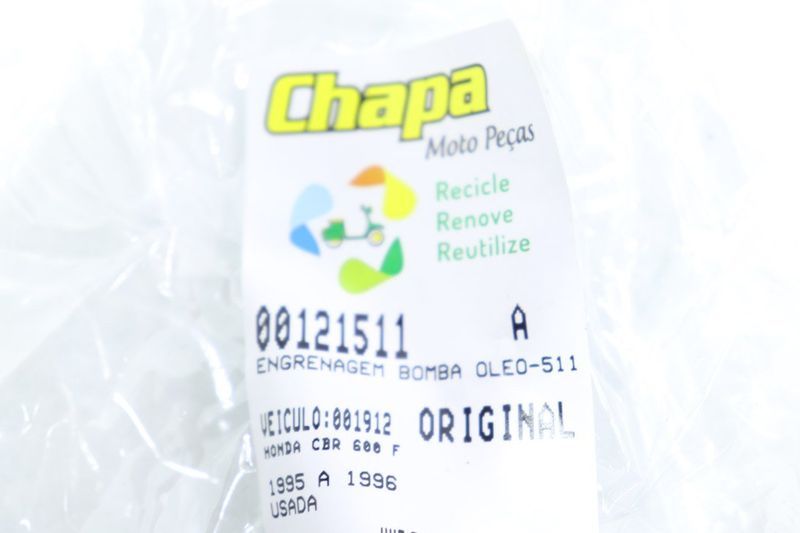 Chapa
Moto Peças
Recicle
Renove
Reutilize
00121511 A
ENGRENAGEM BOMBA OLEO-511
VEICULO:001912 ORIGINAL
HONDA CBR 600 F
1995 A 1996
USADA